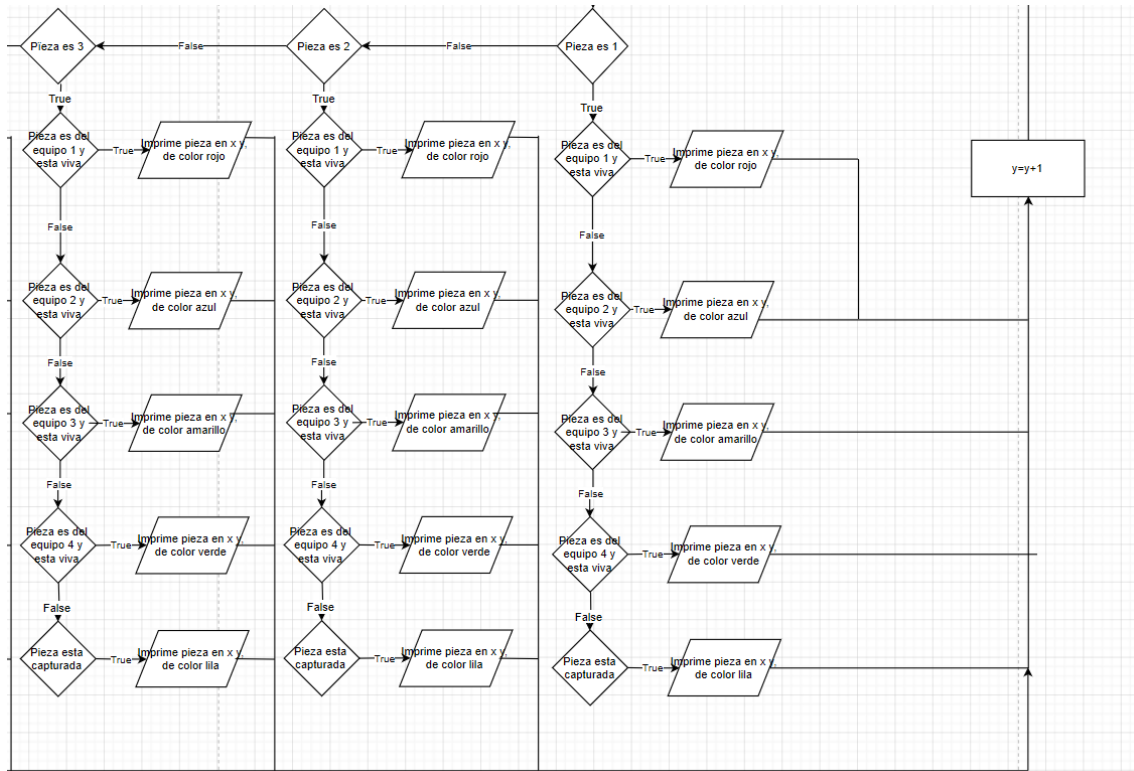 Pieza es 3
False
Pieza es 2
False
Pieza es 1
True
True
True
Pieza es del
equipo 1 y
esta viva
True
Imprime pieza en x y,
de color rojo
Pieza es del
equipo 1 y
esta viva
True
Imprime pieza en x y,
de color rojo
Pieza es del
equipo 1 y
esta viva
True
Imprime pieza en x y,
de color rojo
y=y+1
False
False
False
Pieza es del
equipo 2 y
esta viva
True
Imprime pieza en x y,
de color azul
Pieza es del
equipo 2 y
esta viva
True
Imprime pieza en x y,
de color azul
Pieza es del
equipo 2 y
esta viva
True
Imprime pieza en x y,
de color azul
False
False
False
Pieza es del
equipo 3 y
esta viva
True
Imprime pieza en x y,
de color amarillo
Pieza es del
equipo 3 y
esta viva
True
Imprime pieza en x y,
de color amarillo
Pieza es del
equipo 3 y
esta viva
True
Imprime pieza en x y,
de color amarillo
False
False
False
Pieza es del
equipo 4 y
esta viva
True
Imprime pieza en x y,
de color verde
Pieza es del
equipo 4 y
esta viva
True
Imprime pieza en x y,
de color verde
Pieza es del
equipo 4 y
esta viva
True
Imprime pieza en x y,
de color verde
False
False
False
Pieza esta
capturada
True
Imprime pieza en x y,
de color lila
Pieza esta
capturada
True
Imprime pieza en x y,
de color lila
Pieza esta
capturada
True
Imprime pieza en x y,
de color lila